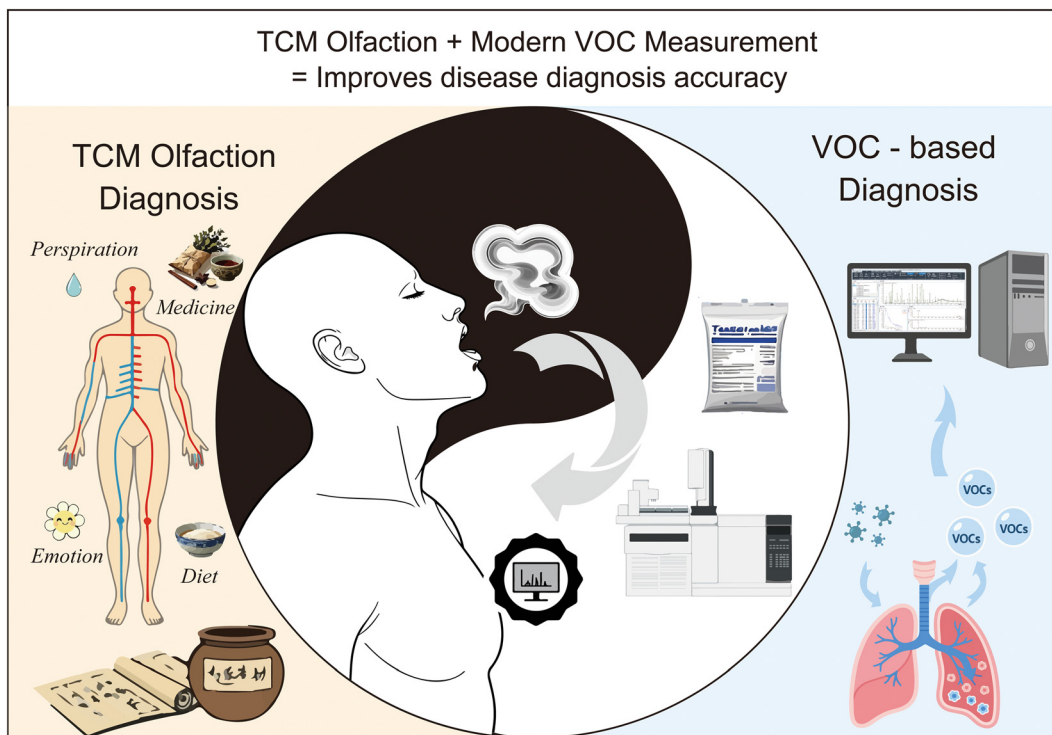 TCM Olfaction + Modern VOC Measurement
= Improves disease diagnosis accuracy
TCM Olfaction
Diagnosis
Perspiration
Medicine
Emotion
Diet
VOC - based
Diagnosis
VOCs
VOCs
VOCs